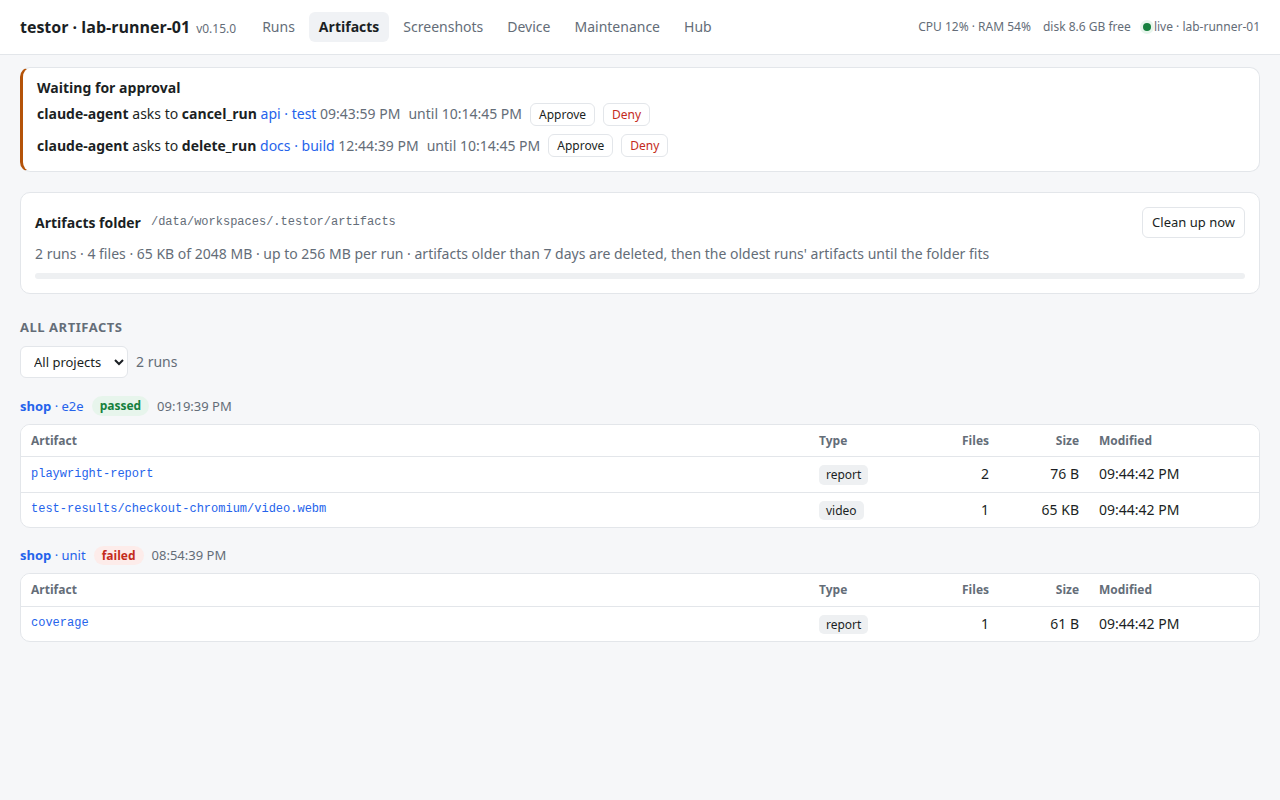 testor · lab-runner-01 v0.15.0 Runs Artifacts Screenshots Device Maintenance Hub CPU 12% · RAM 54% disk 8.6 GB free live · lab-runner-01
Waiting for approval
claude-agent asks to cancel_run api · test 09:43:59 PM until 10:14:45 PM Approve Deny
claude-agent asks to delete_run docs · build 12:44:39 PM until 10:14:45 PM Approve Deny
Artifacts folder /data/workspaces/.testor/artifacts Clean up now
2 runs · 4 files · 65 KB of 2048 MB · up to 256 MB per run · artifacts older than 7 days are deleted, then the oldest runs' artifacts until the folder fits
ALL ARTIFACTS
All projects 2 runs
shop · e2e passed 09:19:39 PM
Artifact Type Files Size Modified
playwright-report report 2 76 B 09:44:42 PM
test-results/checkout-chromium/video.webm video 1 65 KB 09:44:42 PM
shop · unit failed 08:54:39 PM
Artifact Type Files Size Modified
coverage report 1 61 B 09:44:42 PM